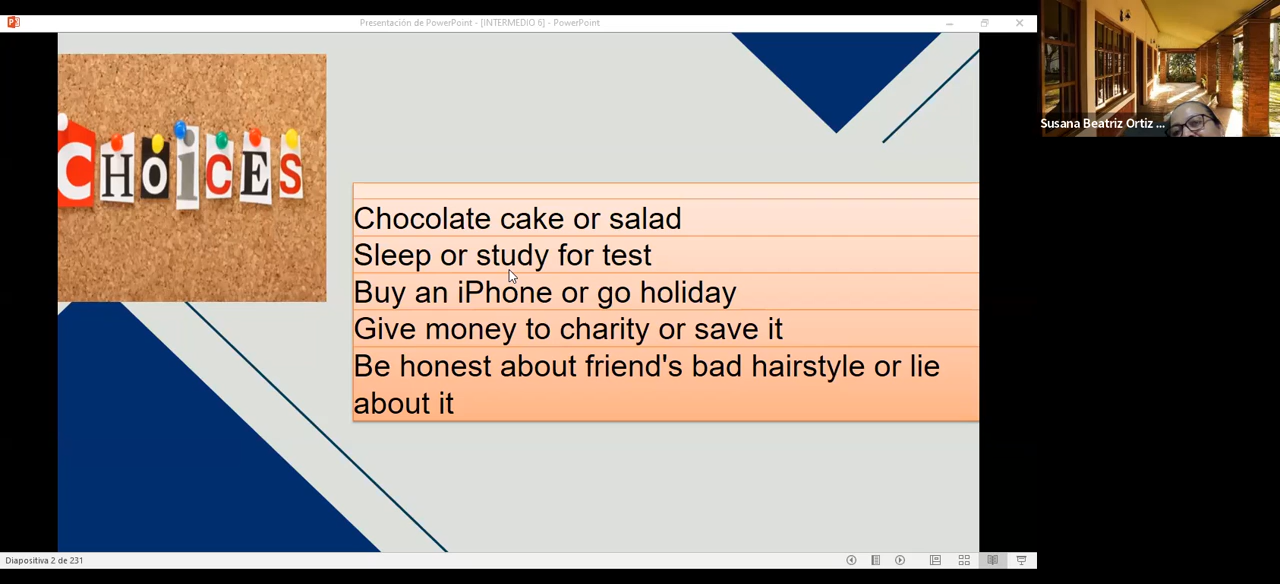 Presentación de PowerPoint - [INTERMEDIO 6] - PowerPoint
CHOiCES
Chocolate cake or salad
Sleep or study for test
Buy an iPhone or go holiday
Give money to charity or save it
Be honest about friend's bad hairstyle or lie
about it
Susana Beatriz Ortiz ...
Diapositiva 2 de 231